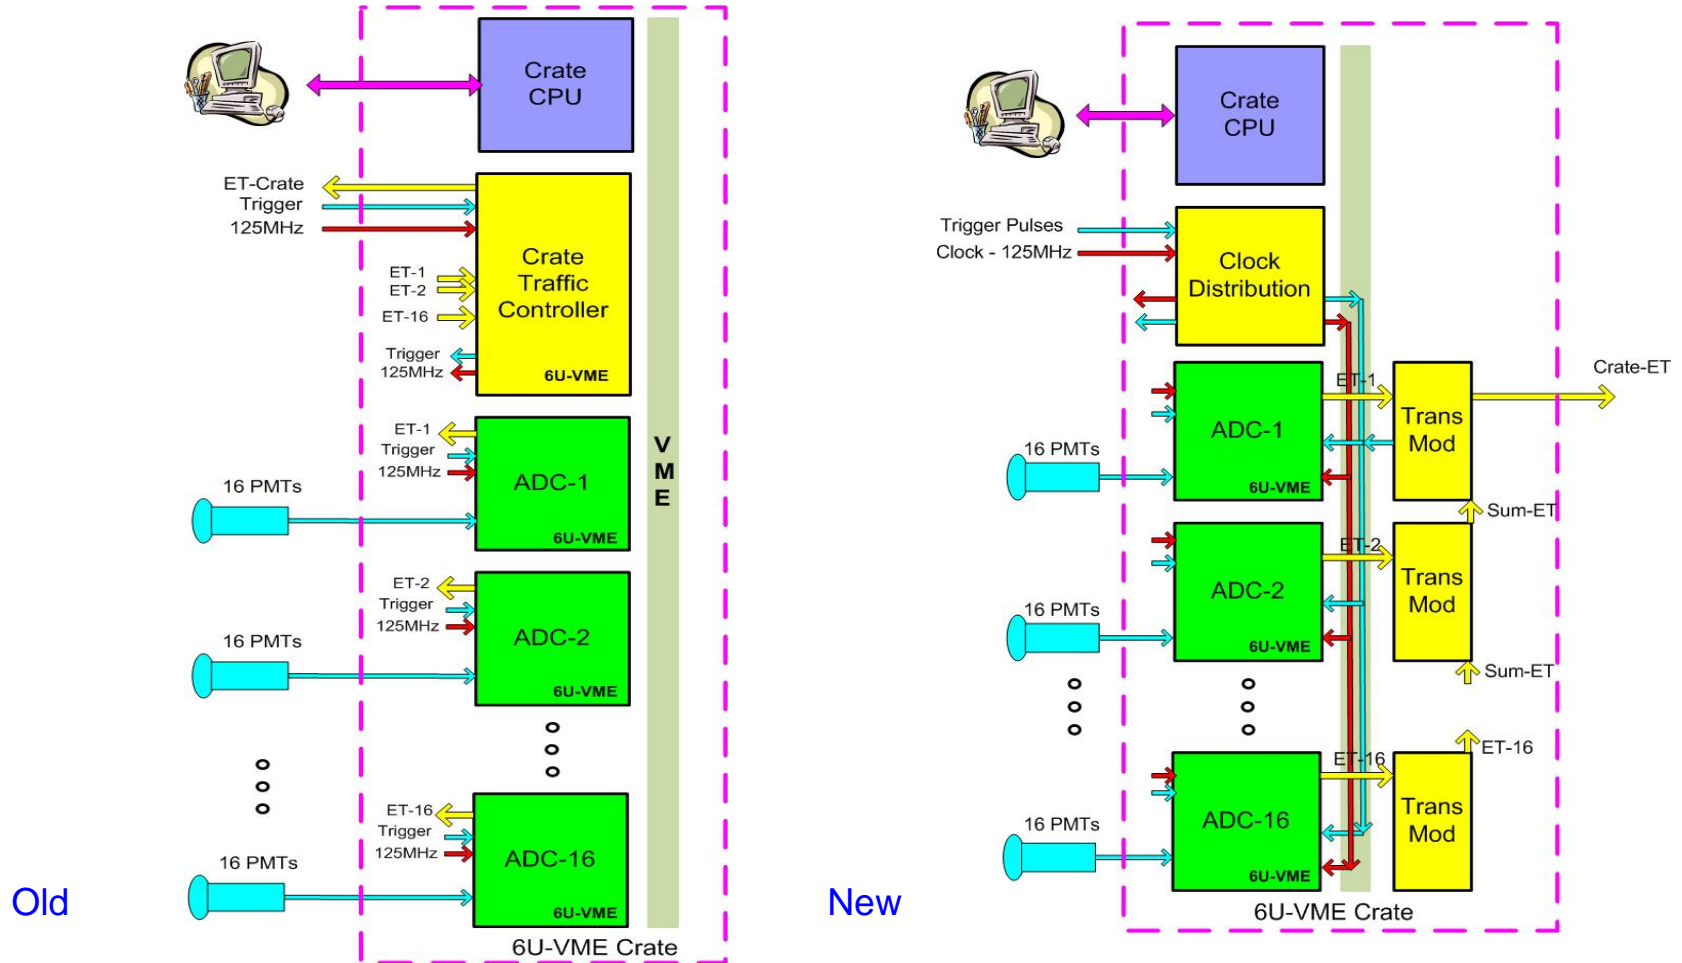 Crate
CPU
ET-Crate
Trigger
125MHz
ET-1
ET-2
ET-16
Trigger
125MHz
Crate
Traffic
Controller
6U-VME
ET-1
Trigger
125MHz
16 PMTs
ADC-1
6U-VME
V
M
E
ET-2
Trigger
125MHz
16 PMTs
ADC-2
6U-VME
ET-16
Trigger
125MHz
16 PMTs
ADC-16
6U-VME
Old
6U-VME Crate
Crate
CPU
Trigger Pulses
Clock - 125MHz
Clock
Distribution
ET-1
Crate-ET
16 PMTs
ADC-1
6U-VME
Trans
Mod
Sum-ET
ET-2
16 PMTs
ADC-2
6U-VME
Trans
Mod
Sum-ET
ET-16
ET-16
16 PMTs
ADC-16
6U-VME
Trans
Mod
New
6U-VME Crate